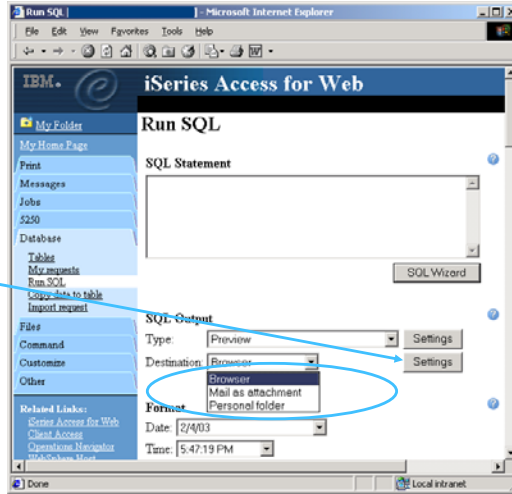 Run SQL | ] - Microsoft Internet Explorer
File Edit View Favorites Tools Help
IBM.
iSeries Access for Web
My Folder
My Home Page
Print
Messages
Jobs
5250
Database
Tables
My requests
Run SQL
Copy data to table
Import request
Files
Command
Customize
Other
Related Links:
iSeries Access for Web
Client Access
Operations Navigator
WebSphere Host
Run SQL
SQL Statement
SQL Wizard
SQL Output
Type: Preview Settings
Destination: Browser Settings
Browser
Mail as attachment
Personal folder
Format
Date: 2/4/03
Time: 5:47:19 PM
Done Local intranet